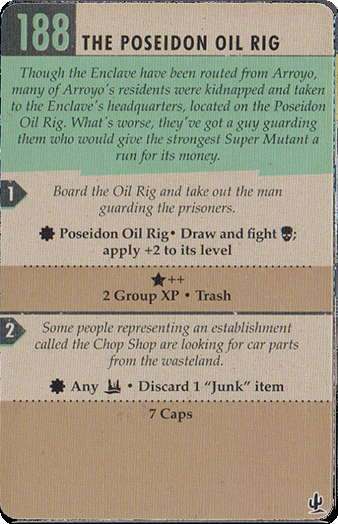 188 THE POSEIDON OIL RIG
Though the Enclave have been routed from Arroyo,
many of Arroyo's residents were kidnapped and taken
to the Enclave's headquarters, located on the Poseidon
Oil Rig. What's worse, they've got a guy guarding
them who would give the strongest Super Mutant a
run for its money.
1
Board the Oil Rig and take out the man
guarding the prisoners.
Poseidon Oil Rig• Draw and fight ;
apply +2 to its level
★++
2 Group XP • Trash
2
Some people representing an establishment
called the Chop Shop are looking for car parts
from the wasteland.
Any • Discard 1 "Junk" item
7 Caps